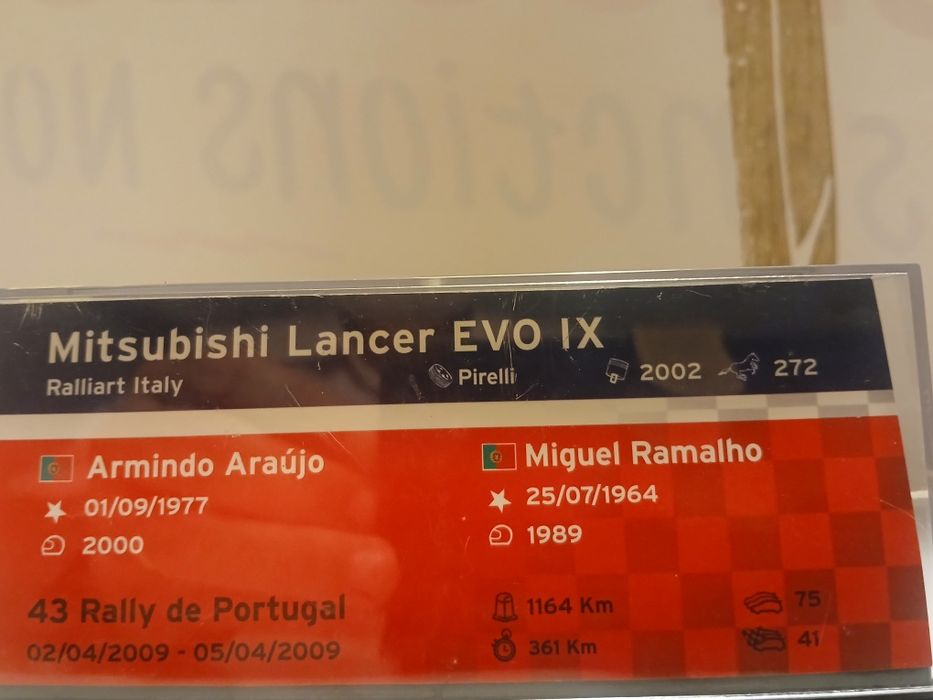 Mitsubishi Lancer EVO IX
Ralliart Italy Pirelli 2002 272
Armindo Araújo Miguel Ramalho
01/09/1977 25/07/1964
2000 1989
43 Rally de Portugal 1164 Km 75
02/04/2009 - 05/04/2009 361 Km 41